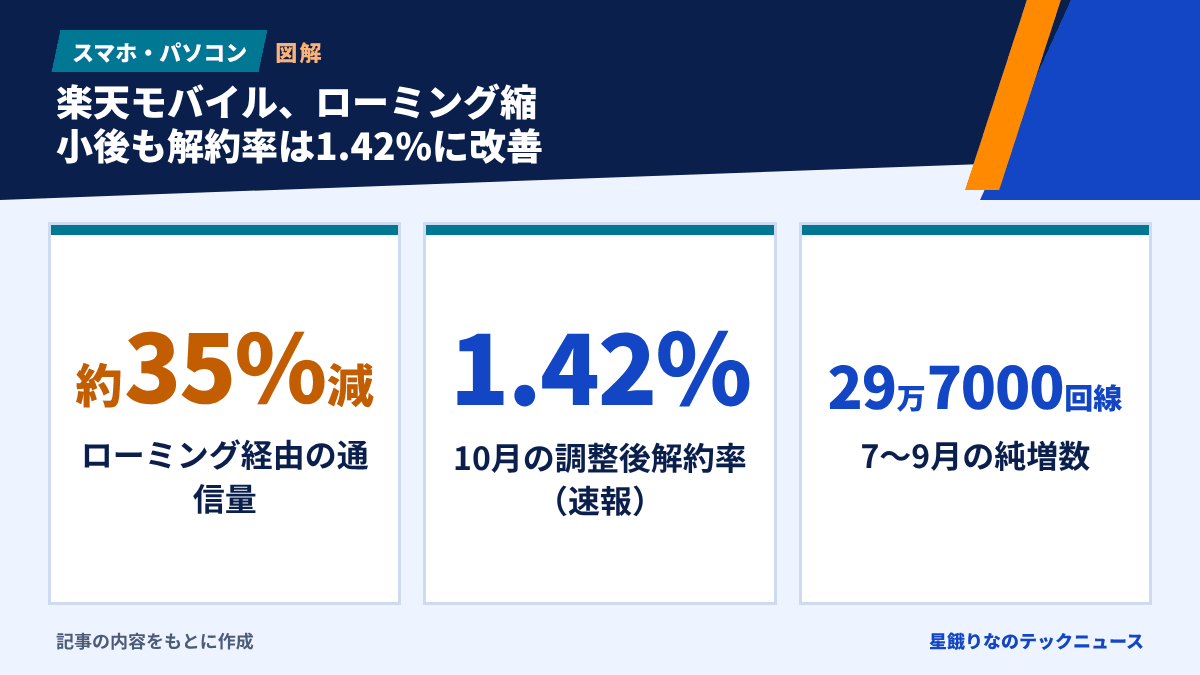 スマホ・パソコン 図解
楽天モバイル、ローミング縮
小後も解約率は1.42%に改善
約35%減
ローミング経由の通
信量
1.42%
10月の調整後解約率
（速報）
29万7000回線
7〜9月の純増数
記事の内容をもとに作成
星餓りなのテックニュース